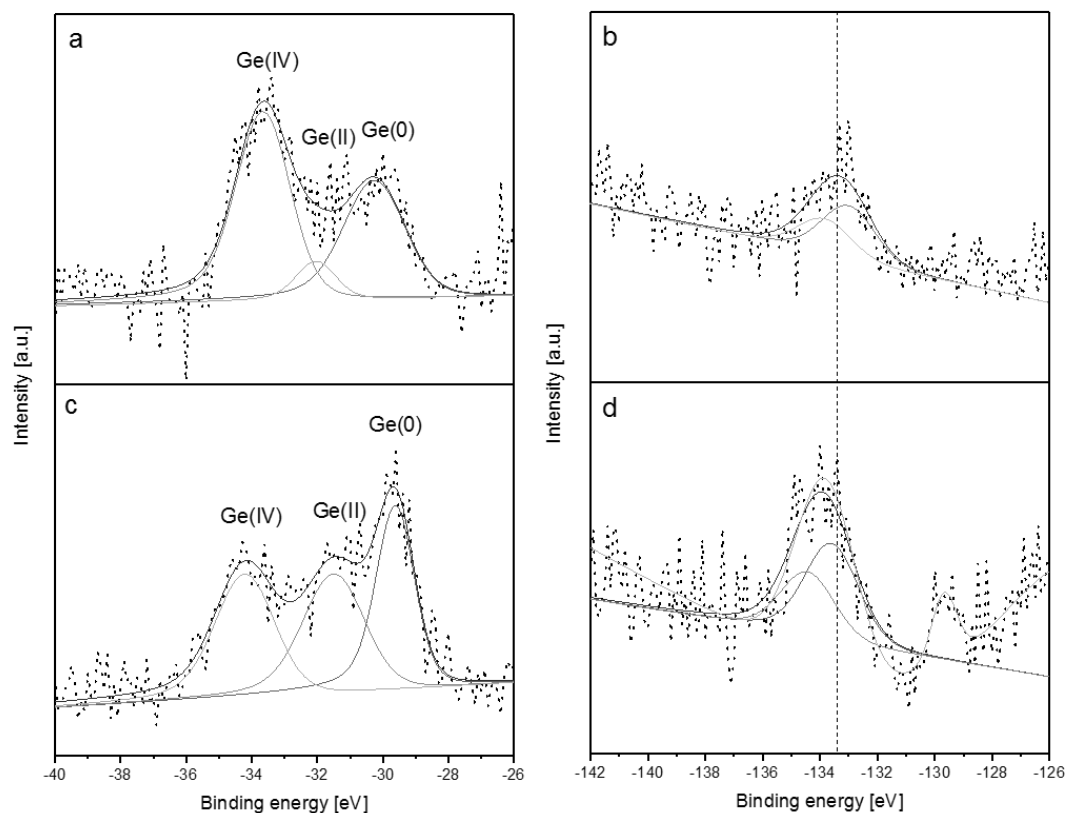 a
Ge(IV)
Ge(II)
Ge(0)
b
Intensity [a.u.]
Intensity [a.u.]
c
Ge(IV)
Ge(II)
Ge(0)
d
-40 -38 -36 -34 -32 -30 -28 -26
Binding energy [eV]
-142 -140 -138 -136 -134 -132 -130 -128 -126
Binding energy [eV]